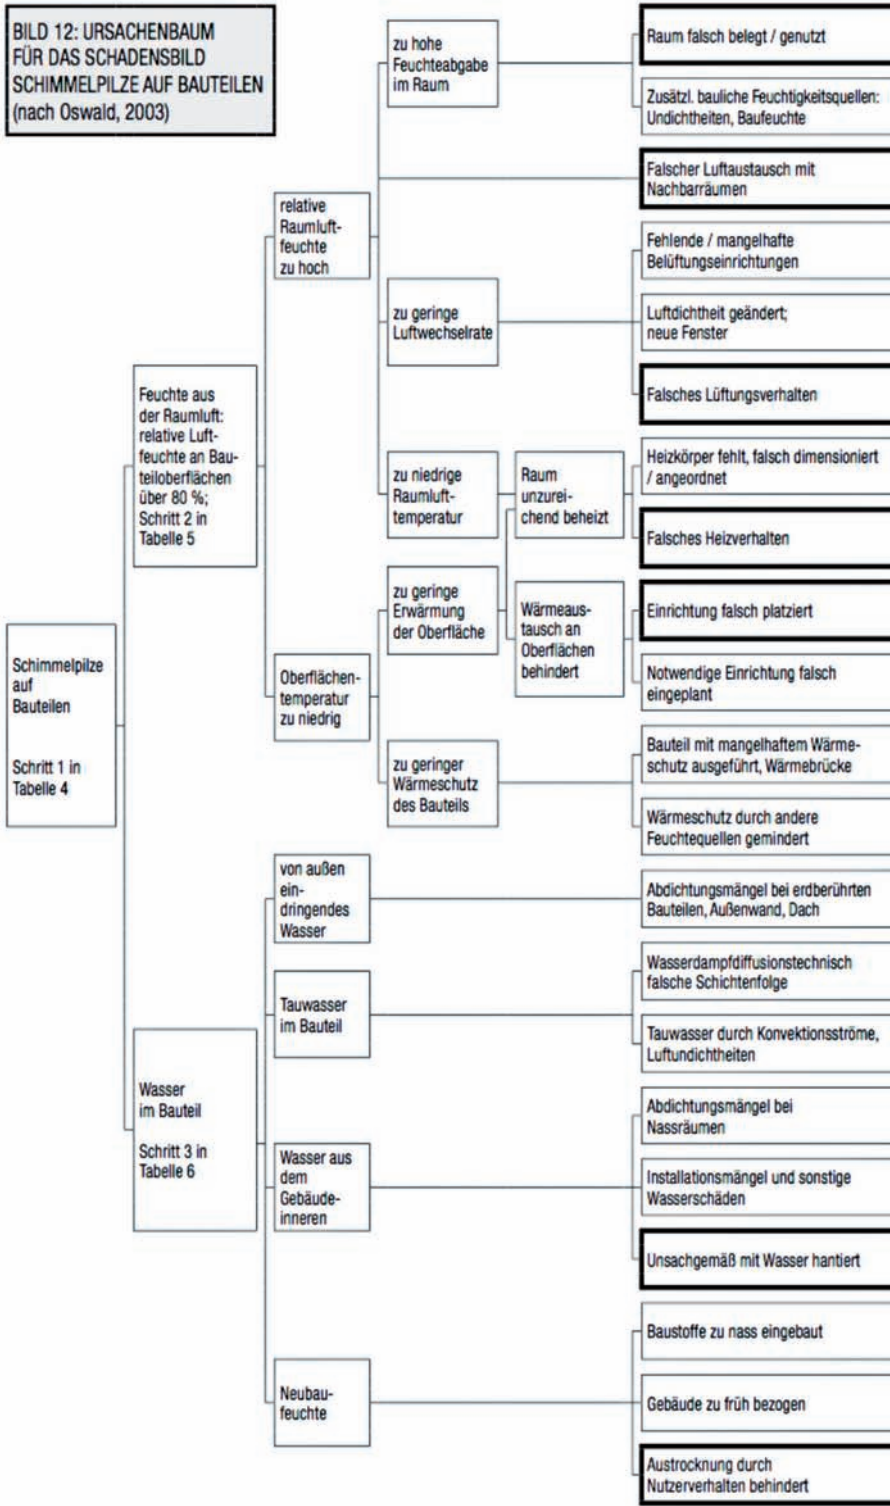 BILD 12: URSACHENBAUM
FÜR DAS SCHADENSBILD
SCHIMMELPILZE AUF BAUTEILEN
(nach Oswald, 2003)
Schimmelpilze
auf
Bauteilen
Schritt 1 in
Tabelle 4
Feuchte aus
der Raumluft:
relative Luft-
feuchte an Bau-
teiloberflächen
über 80 %;
Schritt 2 in
Tabelle 5
relative
Raumluft-
feuchte
zu hoch
zu hohe
Feuchteabgabe
im Raum
Raum falsch belegt / genutzt
Zusätzl. bauliche Feuchtigkeitsquellen:
Undichtheiten, Baufeuchte
Falscher Luftaustausch mit
Nachbarräumen
zu geringe
Luftwechselrate
Fehlende / mangelhafte
Belüftungseinrichtungen
Luftdichtheit geändert;
neue Fenster
Falsches Lüftungsverhalten
zu niedrige
Raumluft-
temperatur
Raum
unzurei-
chend beheizt
Heizkörper fehlt, falsch dimensioniert
/ angeordnet
Falsches Heizverhalten
Oberflächen-
temperatur
zu niedrig
zu geringe
Erwärmung
der Oberfläche
Wärmeaus-
tausch an
Oberflächen
behindert
Einrichtung falsch platziert
Notwendige Einrichtung falsch
eingeplant
zu geringer
Wärmeschutz
des Bauteils
Bauteil mit mangelhaftem Wärme-
schutz ausgeführt, Wärmebrücke
Wärmeschutz durch andere
Feuchtequellen gemindert
Wasser
im Bauteil
Schritt 3 in
Tabelle 6
von außen
ein-
dringendes
Wasser
Abdichtungsmängel bei erdberührten
Bauteilen, Außenwand, Dach
Tauwasser
im Bauteil
Wasserdampfdiffusionstechnisch
falsche Schichtenfolge
Tauwasser durch Konvektionsströme,
Luftundichtheiten
Wasser aus
dem
Gebäude-
inneren
Abdichtungsmängel bei
Nassräumen
Installationsmängel und sonstige
Wasserschäden
Unsachgemäß mit Wasser hantiert
Neubau-
feuchte
Baustoffe zu nass eingebaut
Gebäude zu früh bezogen
Austrocknung durch
Nutzerverhalten behindert